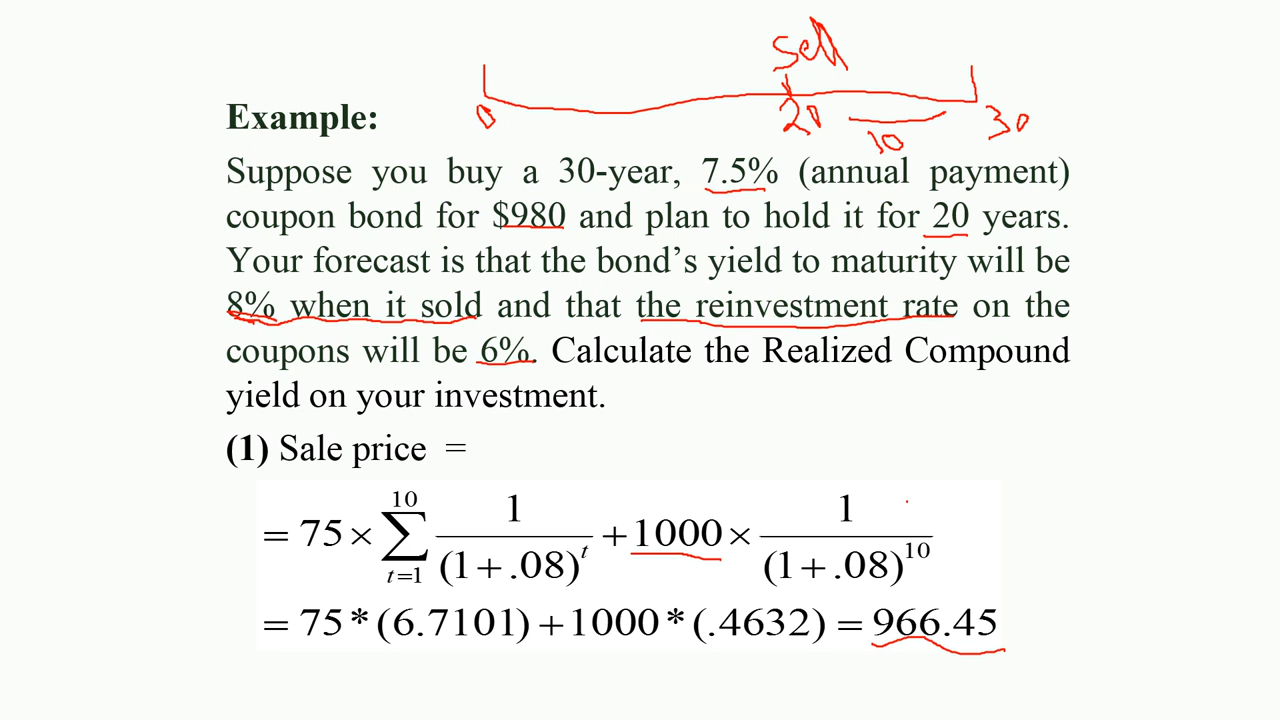 sell
0
20
10
30
Example:
Suppose you buy a 30-year, 7.5% (annual payment)
coupon bond for $980 and plan to hold it for 20 years.
Your forecast is that the bond’s yield to maturity will be
8% when it sold and that the reinvestment rate on the
coupons will be 6%. Calculate the Realized Compound
yield on your investment.
(1) Sale price =
= 75 × \sum_{t=1}^{10} \frac{1}{(1+.08)^t} + 1000 × \frac{1}{(1+.08)^{10}}
= 75 * (6.7101) + 1000 * (.4632) = 966.45